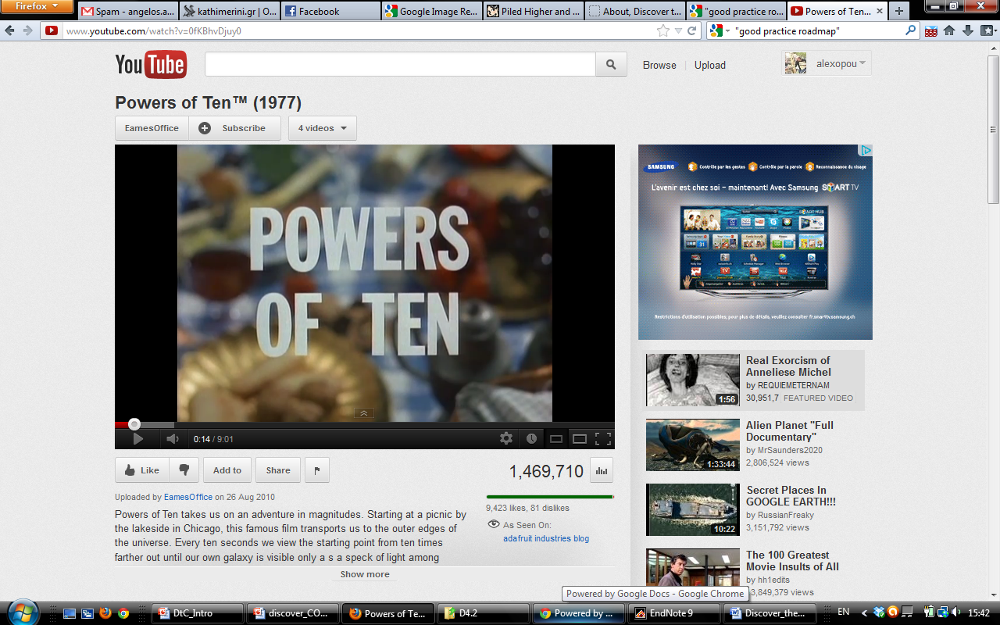 Firefox
Spam - angelos.a...
kathimerini.gr | O...
Facebook
Google Image Re...
Piled Higher and ...
About, Discover t...
"good practice ro...
Powers of Ten...
www.youtube.com/watch?v=0fKBhvDjuy0
"good practice roadmap"
YouTube
Browse
Upload
alexopou
Powers of Ten™ (1977)
EamesOffice
Subscribe
4 videos
POWERS
OF TEN
0:14 / 9:01
Like
Add to
Share
1,469,710
Uploaded by EamesOffice on 26 Aug 2010
9,423 likes, 81 dislikes
As Seen On:
adafruit industries blog
Powers of Ten takes us on an adventure in magnitudes. Starting at a picnic by
the lakeside in Chicago, this famous film transports us to the outer edges of
the universe. Every ten seconds we view the starting point from ten times
farther out until our own galaxy is visible only a s a speck of light among
Show more
SAMSUNG
Contrôle par les gestes
Contrôle par la parole
Reconnaissance du visage
L'avenir est chez soi – maintenant! Avec Samsung SMART TV
SMART HUB
Restrictions d'utilisation possibles; pour plus de détails, veuillez consulter fr.smarttv.samsung.ch
1:56
Real Exorcism of
Anneliese Michel
by REQUIEMETERNAM
30,951,7 FEATURED VIDEO
1:33:44
Alien Planet "Full
Documentary"
by MrSaunders2020
2,806,524 views
10:22
Secret Places In
GOOGLE EARTH!!!
by RussianFreaky
3,151,792 views
The 100 Greatest
Movie Insults of All
by hh1edits
3,849,379 views
Powered by Google Docs - Google Chrome
DtC_Intro
discover_CO...
Powers of Te...
D4.2
Powered by ...
EndNote 9
Discover_the...
EN
15:42